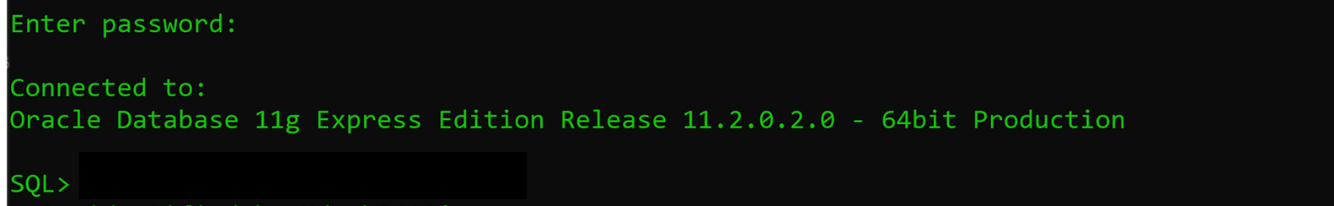 Enter password:
Connected to:
Oracle Database 11g Express Edition Release 11.2.0.2.0 - 64bit Production
SQL>